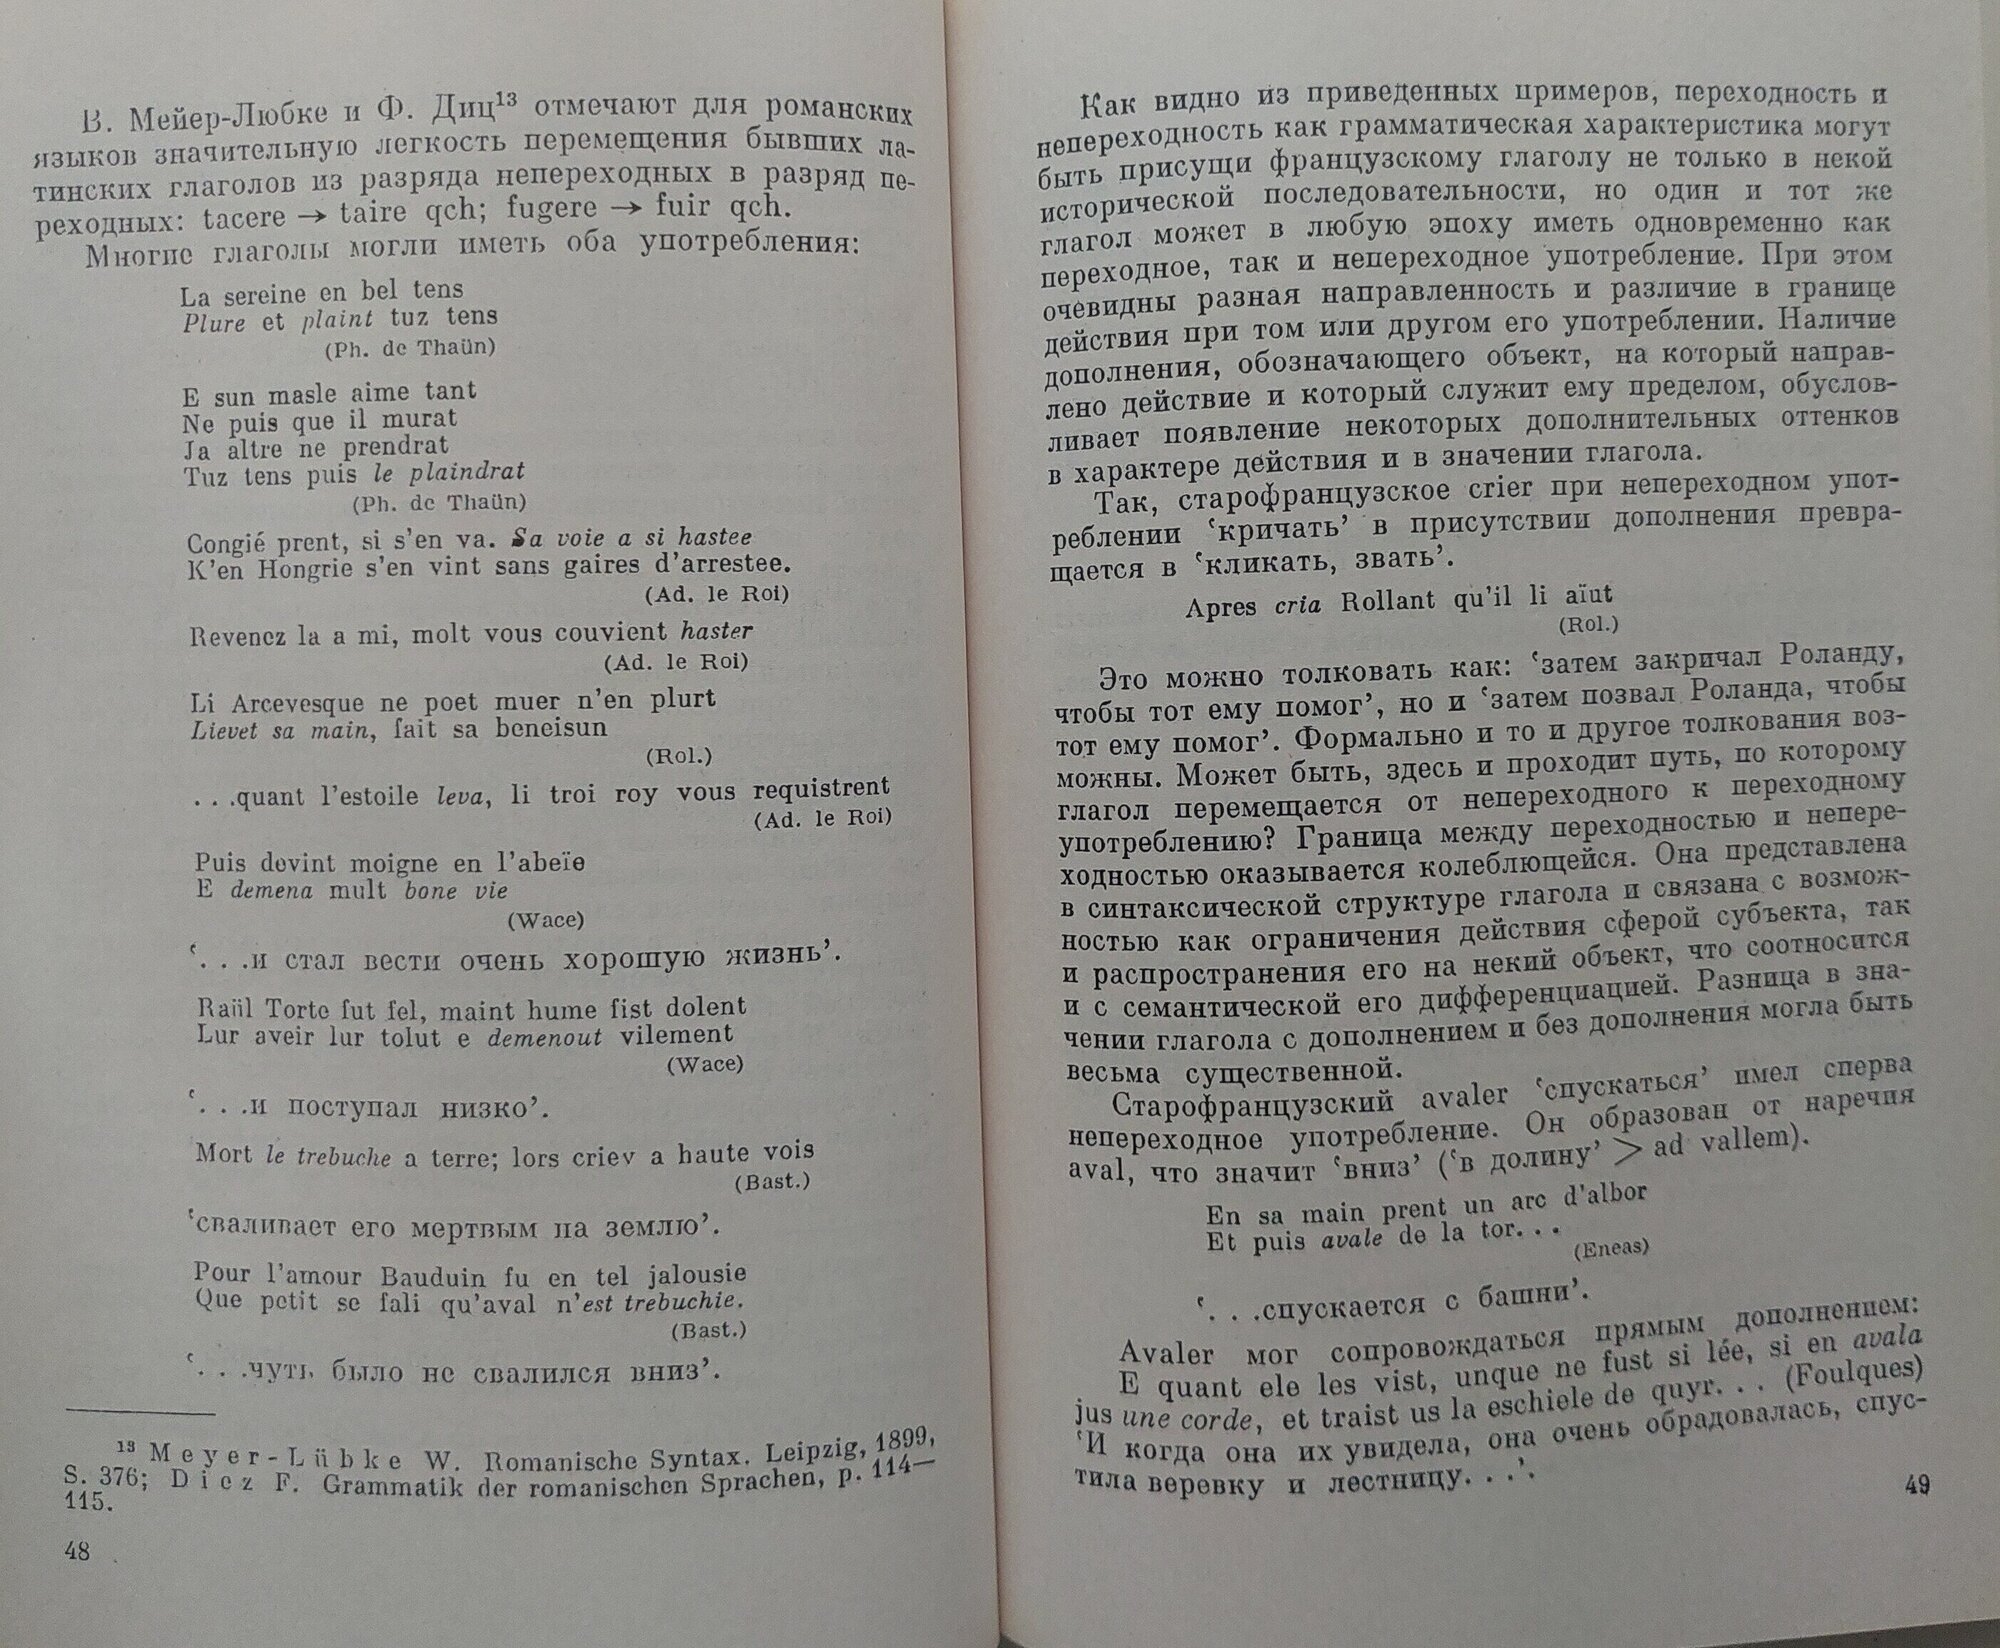 В. Мейер-Любке и Ф. Диц¹³ отмечают для романских
языков значительную легкость перемещения бывших ла-
тинских глаголов из разряда непереходных в разряд пе-
реходных: tacere → taire qch; fugere → fuir qch.
Многие глаголы могли иметь оба употребления:
La sereine en bel tens
Plure et plaint tuz tens
(Ph. de Thaün)
E sun masle aime tant
Ne puis que il murat
Ja altre ne prendrat
Tuz tens puis le plaindrat
(Ph. de Thaün)
Congié prent, si s'en va. Sa voie a si hastee
K'en Hongrie s'en vint sans gaires d'arrestee.
(Ad. le Roi)
Revenez la a mi, molt vous couvient haster
(Ad. le Roi)
Li Arcevesque ne poet muer n'en plurt
Lievet sa main, fait sa beneisun
(Rol.)
...quant l'estoile leva, li troi roy vous requistrent
(Ad. le Roi)
Puis devint moigne en l'abeïe
E demena mult bone vie
(Wace)
‛...и стал вести очень хорошую жизнь’.
Raül Torte fut fel, maint hume fist dolent
Lur aveir lur tolut e demenout vilement
(Wace)
‛...и поступал низко’.
Mort le trebuche a terre; lors criev a haute vois
(Bast.)
‛сваливает его мертвым на землю’.
Pour l'amour Bauduin fu en tel jalousie
Que petit se fali qu'aval n'est trebuchie.
(Bast.)
‛...чуть было не свалился вниз’.
¹³ Meyer-Lübke W. Romanische Syntax. Leipzig, 1899,
S. 376; Diez F. Grammatik der romanischen Sprachen, p. 114—
115.
48
Как видно из приведенных примеров, переходность и
непереходность как грамматическая характеристика могут
быть присущи французскому глаголу не только в некой
исторической последовательности, но один и тот же
глагол может в любую эпоху иметь одновременно как
переходное, так и непереходное употребление. При этом
очевидны разная направленность и различие в границе
действия при том или другом его употреблении. Наличие
дополнения, обозначающего объект, на который направ-
лено действие и который служит ему пределом, обуслов-
ливает появление некоторых дополнительных оттенков
в характере действия и в значении глагола.
Так, старофранцузское crier при непереходном упот-
реблении ‛кричать’ в присутствии дополнения превра-
щается в ‛кликать, звать’.
Apres cria Rollant qu'il li aïut
(Rol.)
Это можно толковать как: ‛затем закричал Роланду,
чтобы тот ему помог’, но и ‛затем позвал Роланда, чтобы
тот ему помог’. Формально и то и другое толкования воз-
можны. Может быть, здесь и проходит путь, по которому
глагол перемещается от непереходного к переходному
употреблению? Граница между переходностью и непере-
ходностью оказывается колеблющейся. Она представлена
в синтаксической структуре глагола и связана с возмож-
ностью как ограничения действия сферой субъекта, так
и распространения его на некий объект, что соотносится
и с семантической его дифференциацией. Разница в зна-
чении глагола с дополнением и без дополнения могла быть
весьма существенной.
Старофранцузский avaler ‛спускаться’ имел сперва
непереходное употребление. Он образован от наречия
aval, что значит ‛вниз’ (‛в долину’ > ad vallem).
En sa main prent un arc d'albor
Et puis avale de la tor...
(Eneas)
‛...спускается с башни’.
Avaler мог сопровождаться прямым дополнением:
E quant ele les vist, unque ne fust si lée, si en avala
jus une corde, et traist us la eschiele de quyr... (Foulques)
‛И когда она их увидела, она очень обрадовалась, спус-
тила веревку и лестницу...’.
49